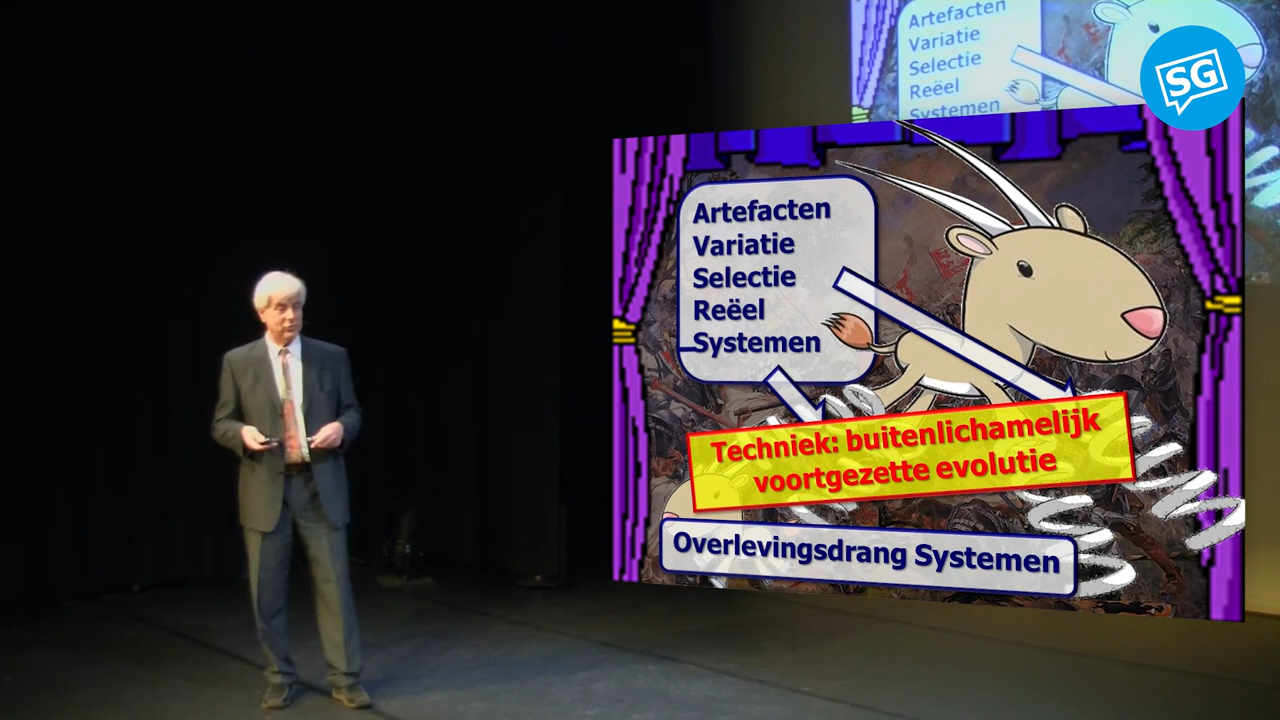 Artefacten
Variatie
Selectie
Reëel
Systemen
SG
Artefacten
Variatie
Selectie
Reëel
Systemen
Techniek: buitenlichamelijk
voortgezette evolutie
Overlevingsdrang Systemen